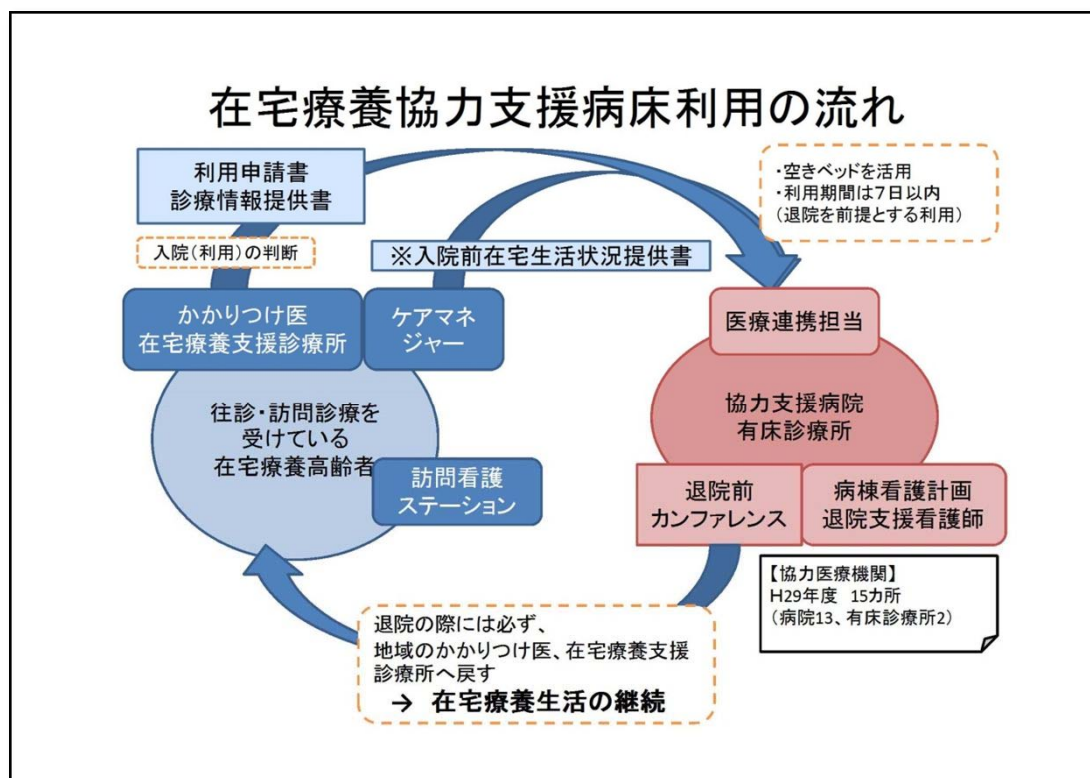 在宅療養協力支援病床利用の流れ
利用申請書
診療情報提供書
・空きベッドを活用
・利用期間は7日以内
(退院を前提とする利用)
入院(利用)の判断
※入院前在宅生活状況提供書
かかりつけ医
在宅療養支援診療所
ケアマネ
ジャー
医療連携担当
往診・訪問診療を
受けている
在宅療養高齢者
協力支援病院
有床診療所
訪問看護
ステーション
退院前
カンファレンス
病棟看護計画
退院支援看護師
【協力医療機関】
H29年度 15カ所
(病院13、有床診療所2)
退院の際には必ず、
地域のかかりつけ医、在宅療養支援
診療所へ戻す
→ 在宅療養生活の継続